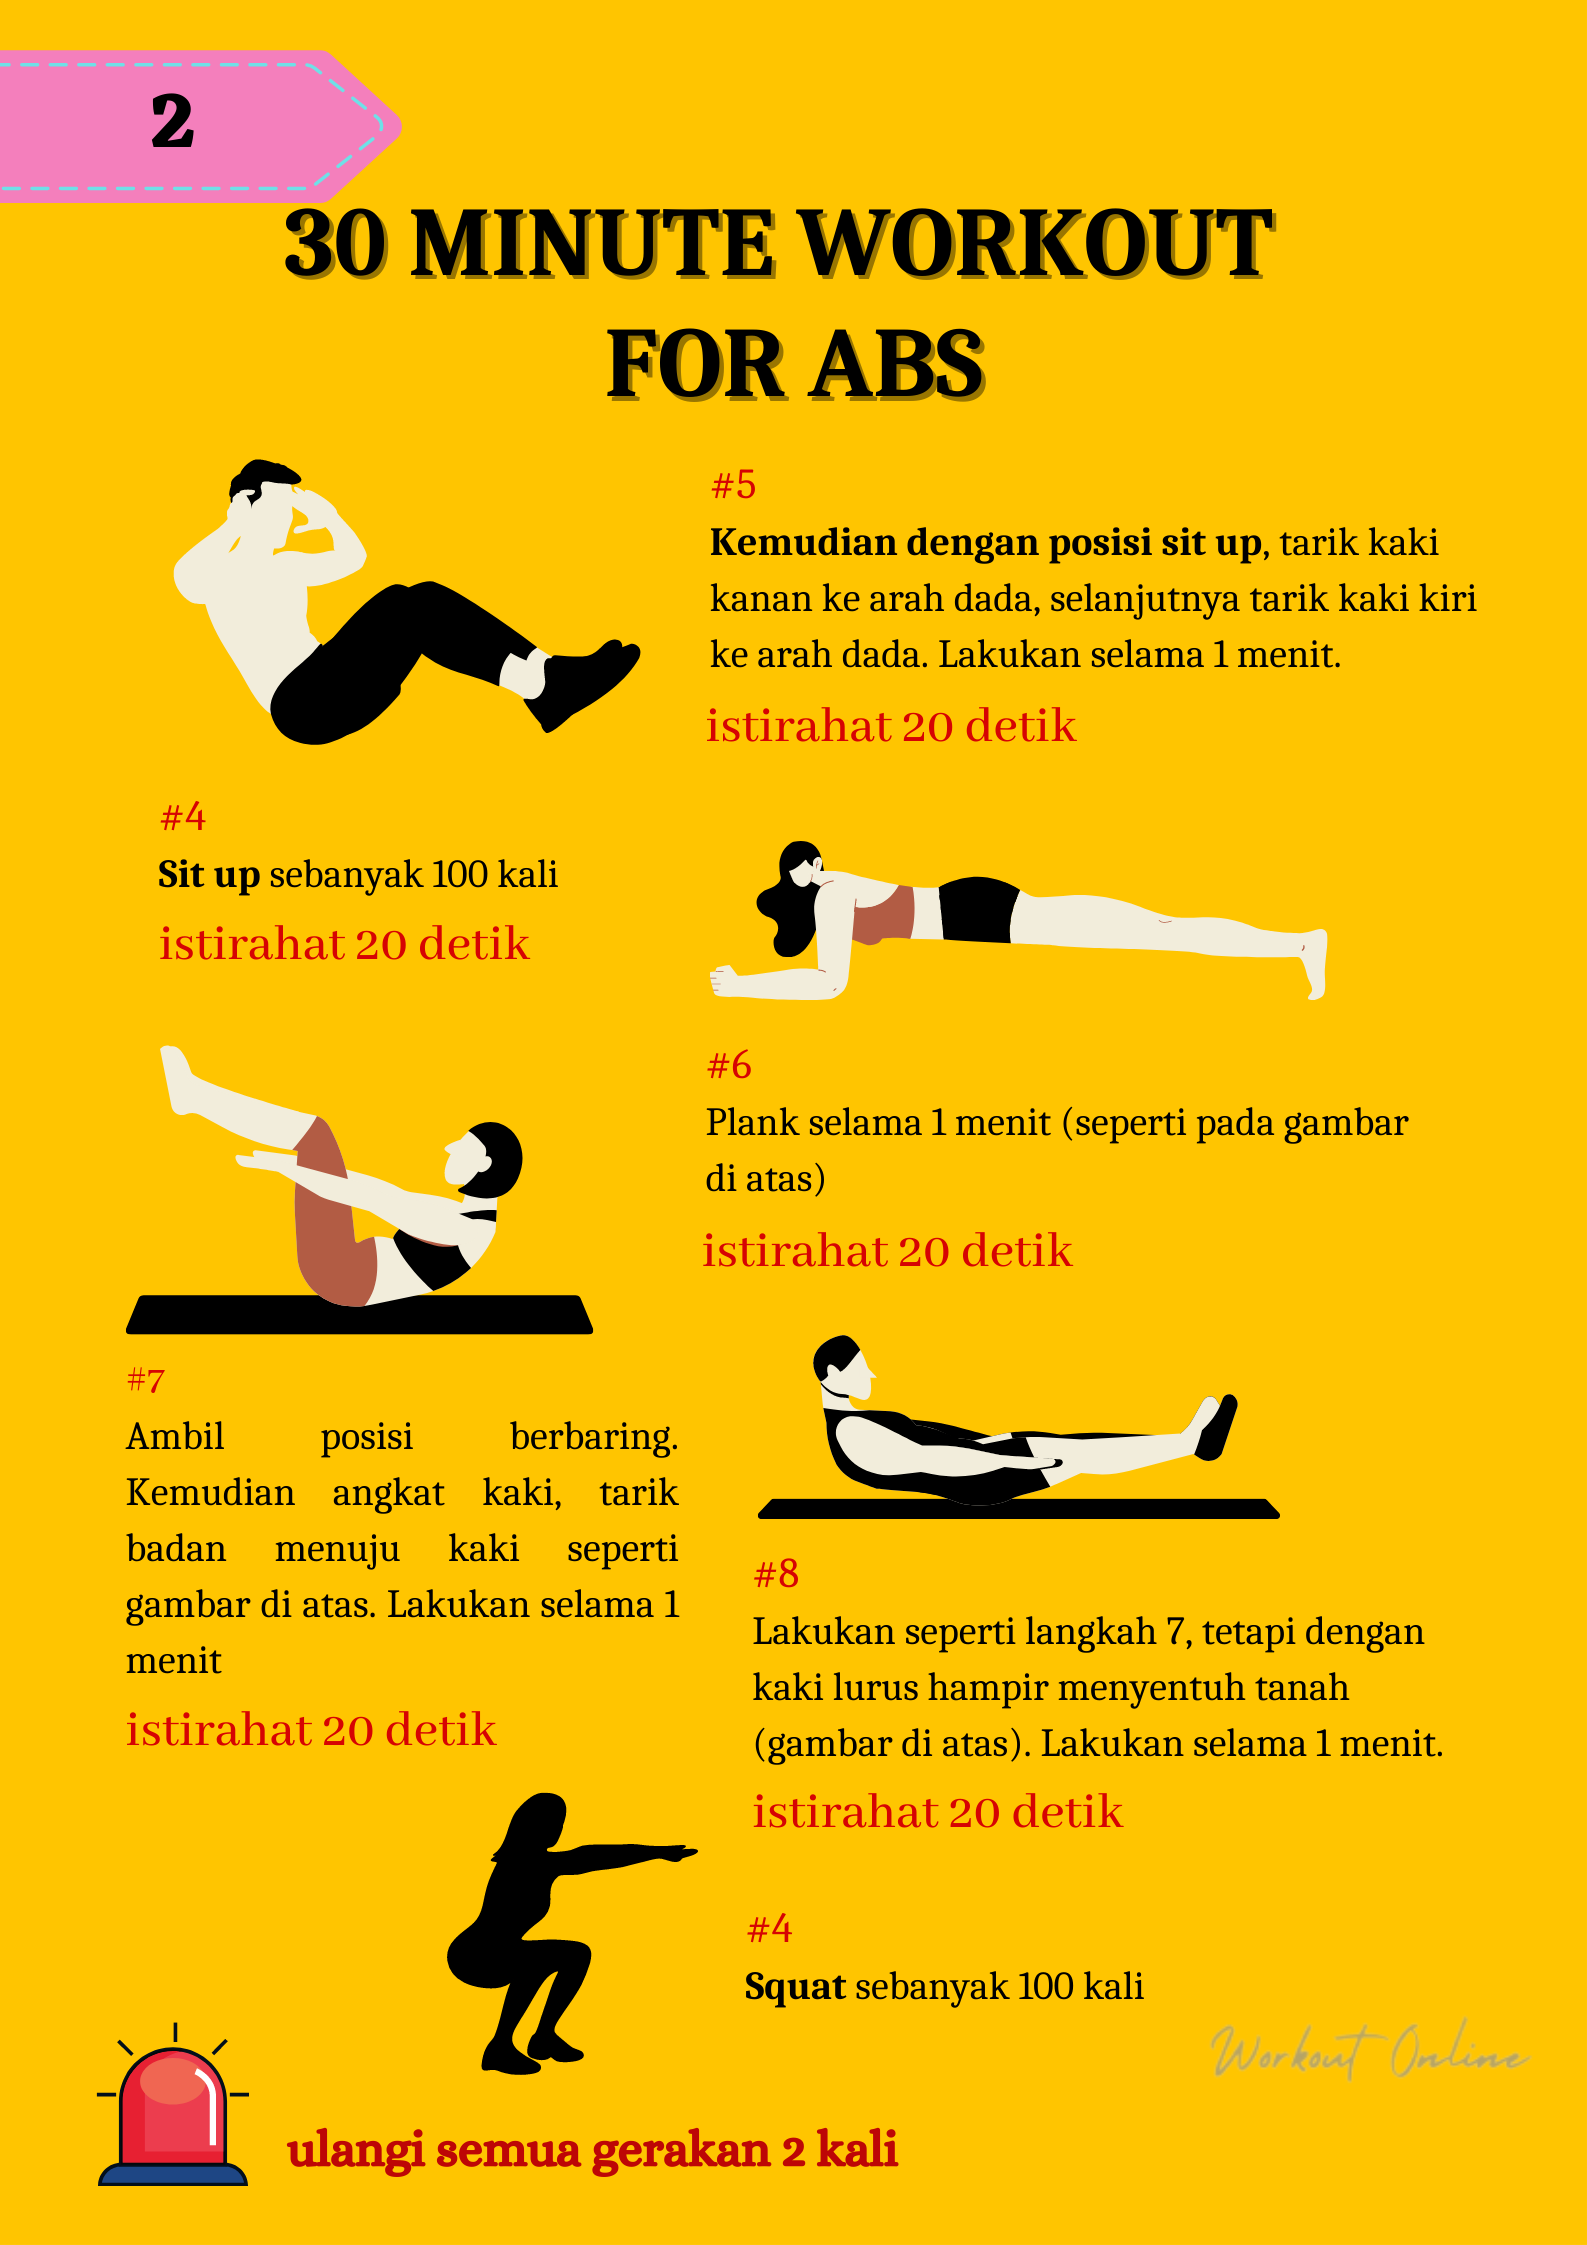 2
30 MINUTE WORKOUT
FOR ABS
#5
Kemudian dengan posisi sit up, tarik kaki
kanan ke arah dada, selanjutnya tarik kaki kiri
ke arah dada. Lakukan selama 1 menit.
istirahat 20 detik
#4
Sit up sebanyak 100 kali
istirahat 20 detik
#6
Plank selama 1 menit (seperti pada gambar
di atas)
istirahat 20 detik
#7
Ambil posisi berbaring.
Kemudian angkat kaki, tarik
badan menuju kaki seperti
gambar di atas. Lakukan selama 1
menit
istirahat 20 detik
#8
Lakukan seperti langkah 7, tetapi dengan
kaki lurus hampir menyentuh tanah
(gambar di atas). Lakukan selama 1 menit.
istirahat 20 detik
#4
Squat sebanyak 100 kali
Workout Online
ulangi semua gerakan 2 kali